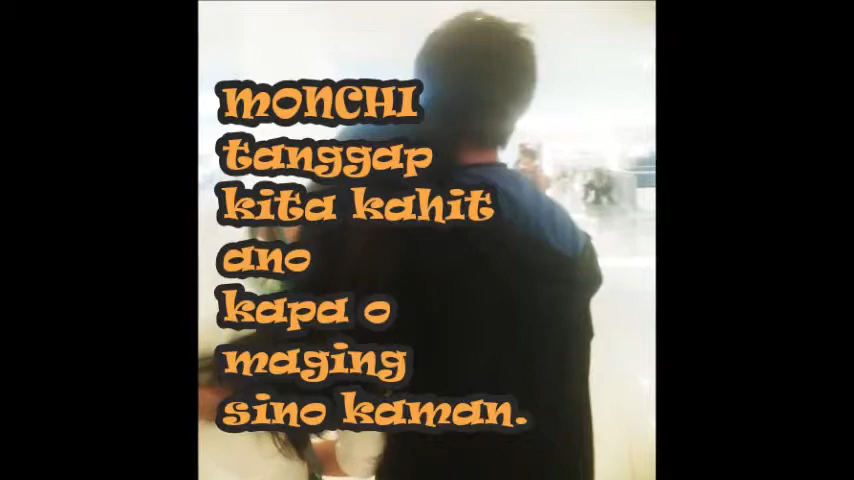 MONCHI
tanggap
kita kahit
ano
kapa o
maging
sino kaman.